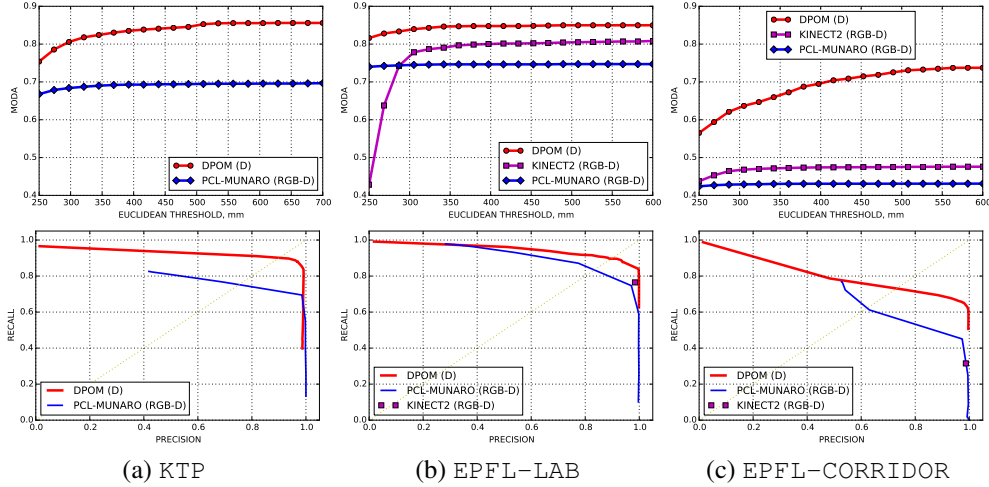 0.9
0.8
0.7
0.6
0.5
0.4
MODA
DPOM (D)
PCL-MUNARO (RGB-D)
250 300 350 400 450 500 550 600 650 700
EUCLIDEAN THRESHOLD, mm
0.9
0.8
0.7
0.6
0.5
0.4
MODA
DPOM (D)
KINECT2 (RGB-D)
PCL-MUNARO (RGB-D)
250 300 350 400 450 500 550 600
EUCLIDEAN THRESHOLD, mm
0.9
0.8
0.7
0.6
0.5
0.4
MODA
DPOM (D)
KINECT2 (RGB-D)
PCL-MUNARO (RGB-D)
250 300 350 400 450 500 550 600
EUCLIDEAN THRESHOLD, mm
1.0
0.8
0.6
0.4
0.2
0.0
RECALL
DPOM (D)
PCL-MUNARO (RGB-D)
0.0 0.2 0.4 0.6 0.8 1.0
PRECISION
1.0
0.8
0.6
0.4
0.2
0.0
RECALL
DPOM (D)
PCL-MUNARO (RGB-D)
KINECT2 (RGB-D)
0.0 0.2 0.4 0.6 0.8 1.0
PRECISION
1.0
0.8
0.6
0.4
0.2
0.0
RECALL
DPOM (D)
PCL-MUNARO (RGB-D)
KINECT2 (RGB-D)
0.0 0.2 0.4 0.6 0.8 1.0
PRECISION
(a) KTP
(b) EPFL-LAB
(c) EPFL-CORRIDOR